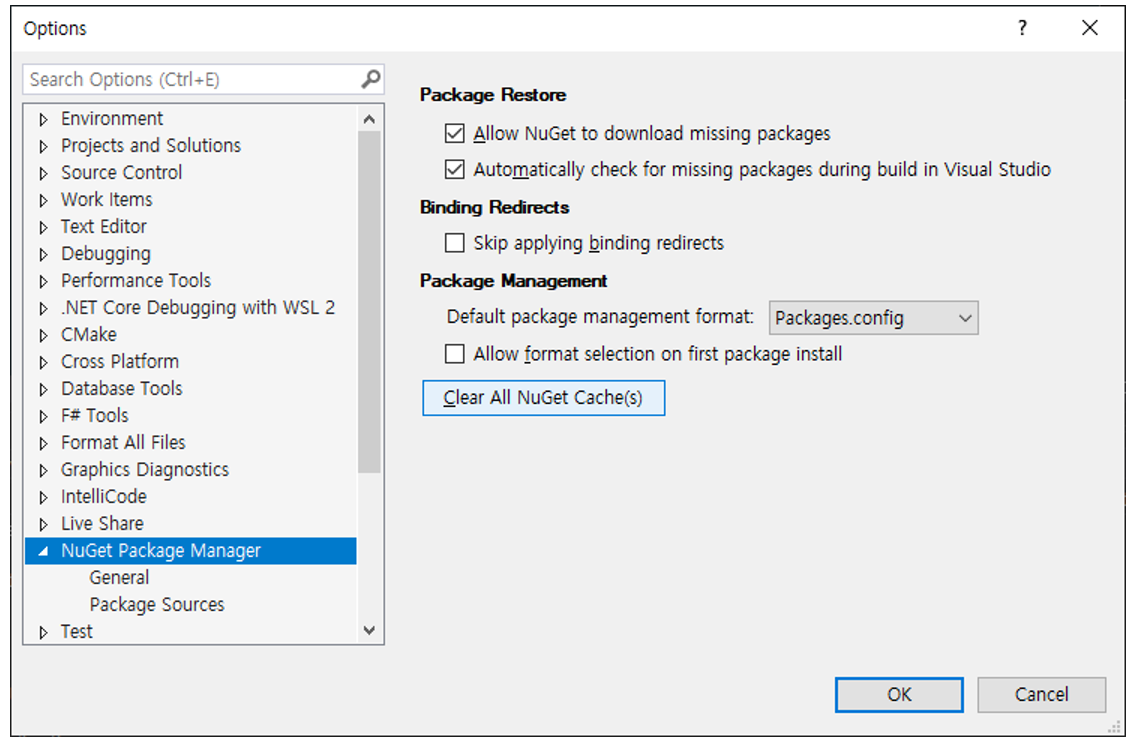 Options
?
Search Options (Ctrl+E)
Environment
Projects and Solutions
Source Control
Work Items
Text Editor
Debugging
Performance Tools
.NET Core Debugging with WSL 2
CMake
Cross Platform
Database Tools
F# Tools
Format All Files
Graphics Diagnostics
IntelliCode
Live Share
NuGet Package Manager
General
Package Sources
Test
Package Restore
Allow NuGet to download missing packages
Automatically check for missing packages during build in Visual Studio
Binding Redirects
Skip applying binding redirects
Package Management
Default package management format: Packages.config
Allow format selection on first package install
Clear All NuGet Cache(s)
OK Cancel